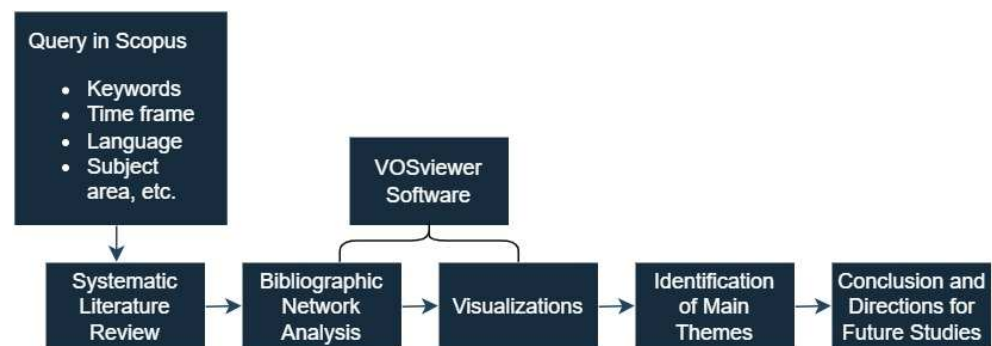 Query in Scopus
• Keywords
• Time frame
• Language
• Subject
area, etc.
VOSviewer
Software
Systematic
Literature
Review
Bibliographic
Network
Analysis
Visualizations
Identification
of Main
Themes
Conclusion and
Directions for
Future Studies